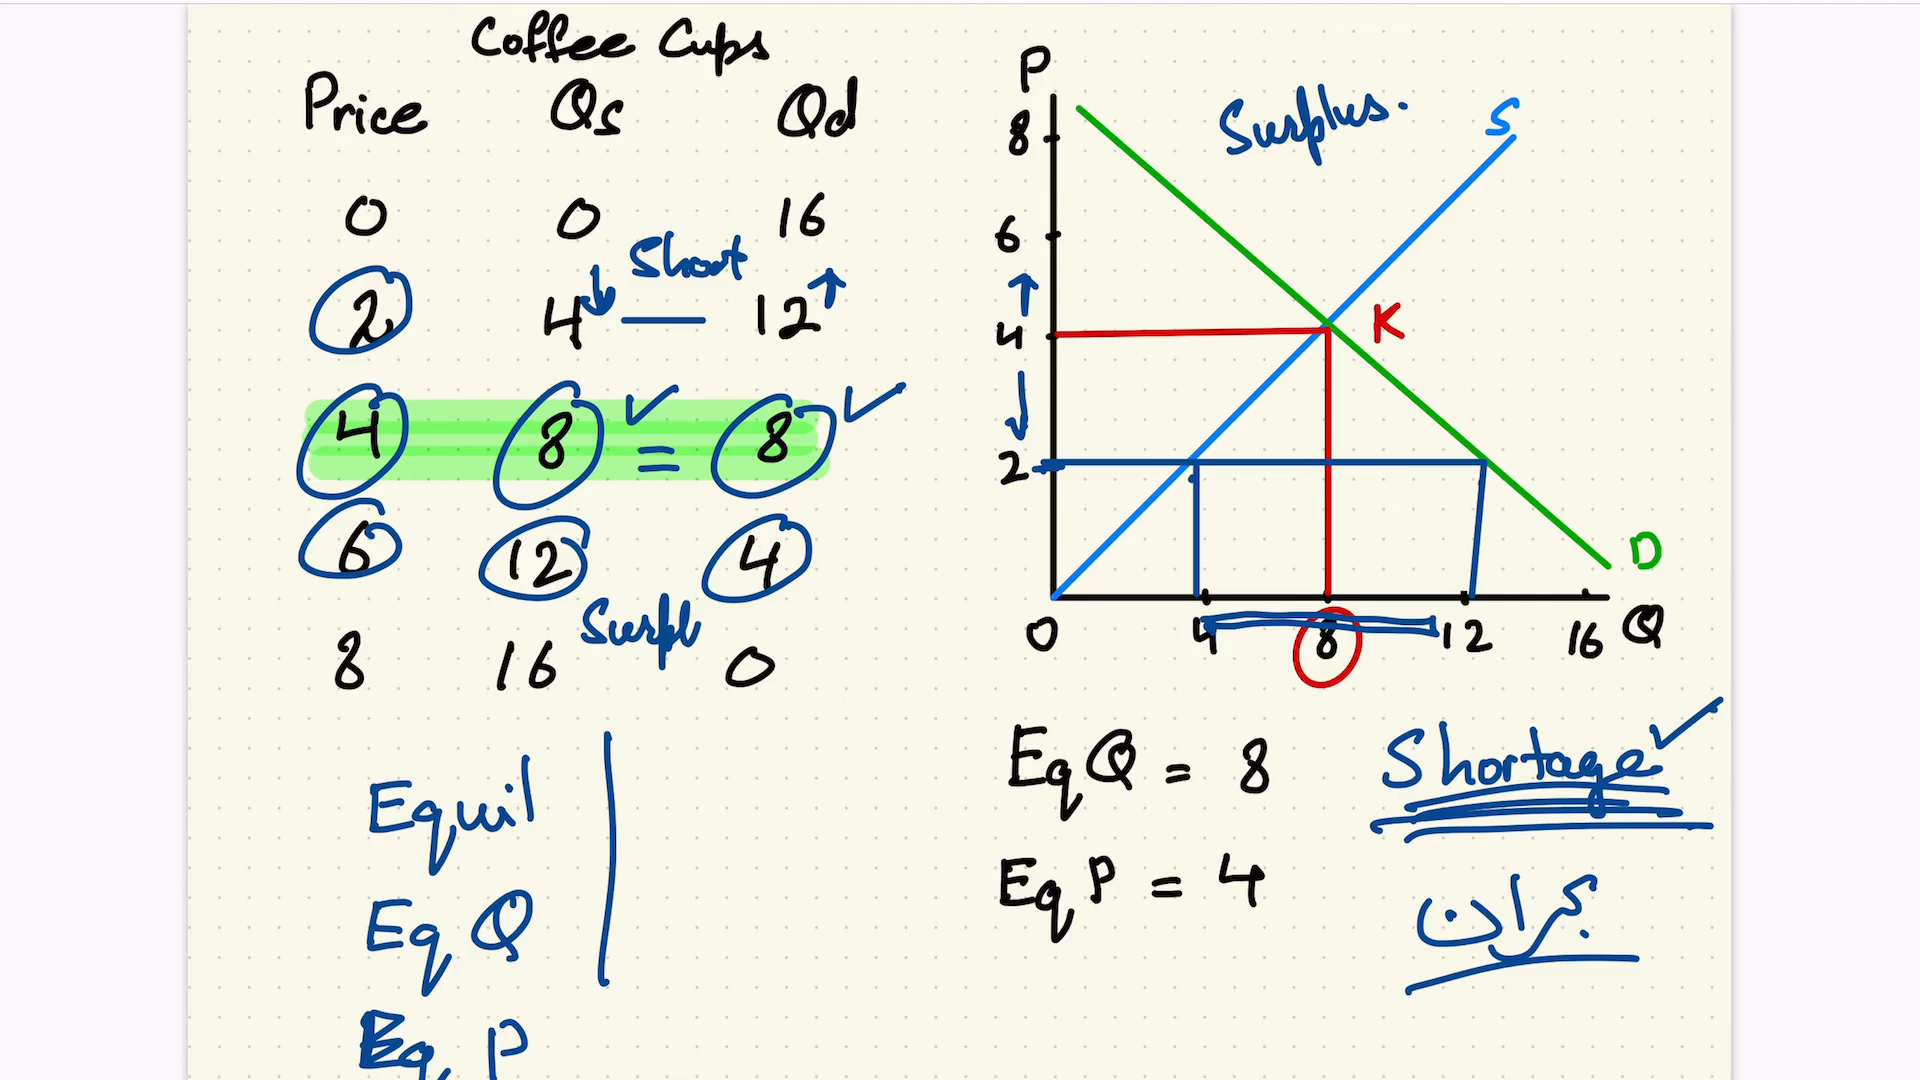 Coffee Cups
Price Qs Qd
0 0 16
Short
2 4 — 12
4 8 = 8
6 12 4
Surpl
8 16 0
Equil
Eq Q
Eq P
P
Surplus.
S
8
6
4
K
2
D
0 4 8 12 16 Q
Eq Q = 8
Shortage
Eq P = 4
بحران